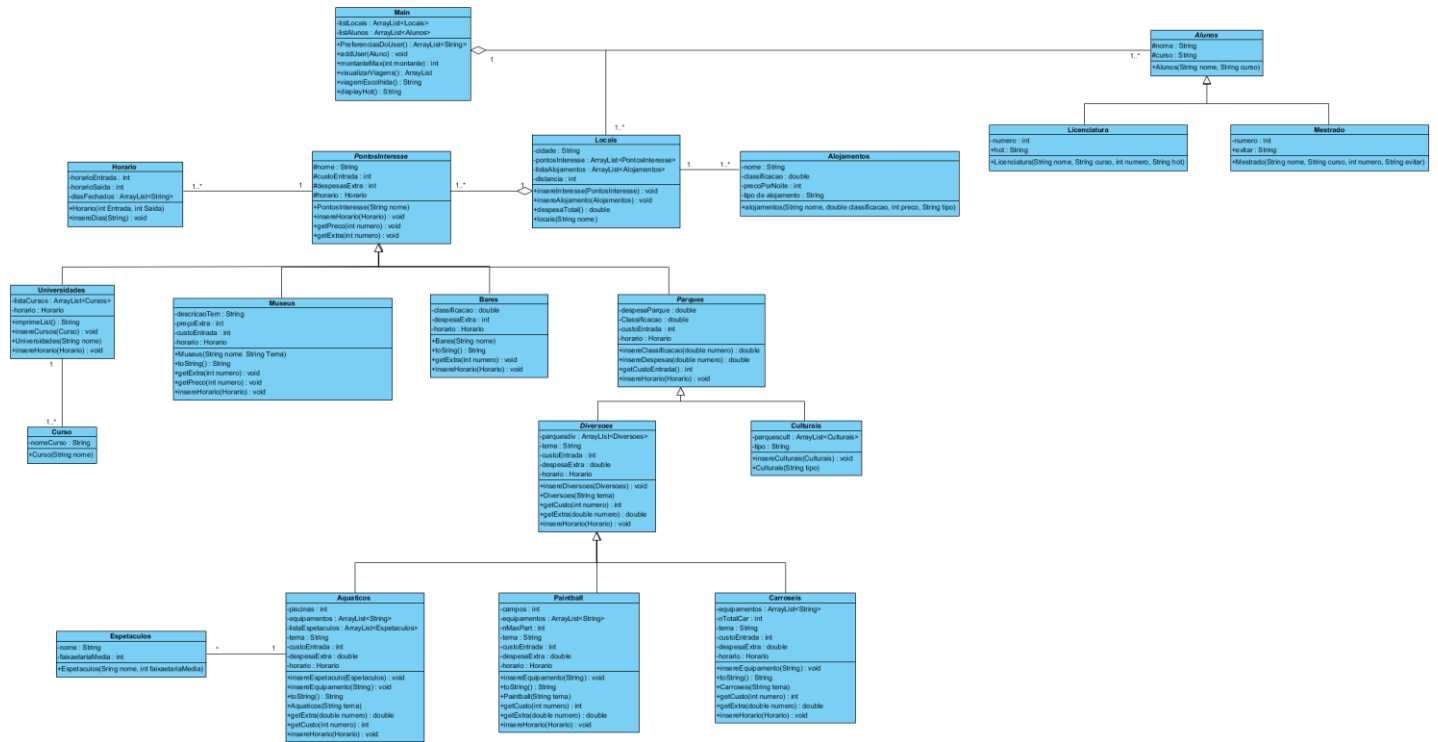 Main
-listLocais : ArrayList<Locais>
-listAlunos : ArrayList<Alunos>
+PreferenciasDoUser() : ArrayList<String>
+addUser(Aluno) : void
+montanteMax(int montante) : int
+visualizarViagens() : ArrayList
+viagemEscolhida() : String
+displayHot() : String
1
1..*
1..*
Alunos
#nome : String
#curso : String
+Alunos(String nome, String curso)
Licenciatura
-numero : int
+hot : String
+Licenciatura(String nome, String curso, int numero, String hot)
Mestrado
-numero : int
+evitar : String
+Mestrado(String nome, String curso, int numero, String evitar)
Horario
-horarioEntrada : int
-horarioSaida : int
-diasFechados : ArrayList<String>
+Horario(int Entrada, int Saida)
+insereDias(String) : void
1..*
1
PontosInteresse
#nome : String
#custoEntrada : int
#despesasExtra : int
#horario : Horario
+PontosInteresse(String nome)
+insereHorario(Horario) : void
+getPreco(int numero) : void
+getExtra(int numero) : void
1..*
Locais
-cidade : String
-pontosInteresse : ArrayList<PontosInteresse>
-listaAlojamentos : ArrayList<Alojamentos>
-distancia : int
+insereInteresse(PontosInteresse) : void
+insereAlojamento(Alojamentos) : void
+despesaTotal() : double
+locais(String nome)
1
1..*
Alojamentos
-nome : String
-classificacao : double
-precoPorNoite : int
-tipo de alojamento : String
+alojamentos(String nome, double classificacao, int preco, String tipo)
Universidades
-listaCursos : ArrayList<Cursos>
-horario : Horario
+imprimeList() : String
+insereCursos(Curso) : void
+Universidades(String nome)
+insereHorario(Horario) : void
1
1..*
Curso
-nomeCurso : String
+Curso(String nome)
Museus
-descricaoTem : String
-preçoExtra : int
-custoEntrada : int
-horario : Horario
+Museus(String nome String Tema)
+toString() : String
+getExtra(int numero) : void
+getPreco(int numero) : void
+insereHorario(Horario) : void
Bares
-classificacao : double
-despesaExtra : int
-horario : Horario
+Bares(String nome)
+toString() : String
+getExtra(int numero) : void
+insereHorario(Horario) : void
Parques
-despesaParque : double
-Classificacao : double
-custoEntrada : int
-horario : Horario
+insereClassificacao(double numero) : double
+insereDespesas(double numero) : double
+getCustoEntrada() : int
+insereHorario(Horario) : void
Diversoes
-parquesdiv : ArrayList<Diversoes>
-tema : String
-custoEntrada : int
-despesaExtra : double
-horario : Horario
+insereDiversoes(Diversoes) : void
+Diversoes(String tema)
+getCusto(int numero) : int
+getExtra(double numero) : double
+insereHorario(Horario) : void
Culturais
-parquescult : ArrayList<Culturais>
-tipo : String
+insereCulturais(Culturais) : void
+Culturais(String tipo)
Espetaculos
-nome : String
-faixaetariaMedia : int
+Espetaculos(Sring nome, int faixaetariaMedia)
*
1
Aquaticos
-piscinas : int
-equipamentos : ArrayList<String>
-listaEspetaculos : ArrayList<Espetaculos>
-tema : String
-custoEntrada : int
-despesaExtra : double
-horario : Horario
+insereEspetaculo(Espetaculos) : void
+insereEquipamento(String) : void
+toString() : String
+Aquaticos(String tema)
+getExtra(double numero) : double
+getCusto(int numero) : int
+insereHorario(Horario) : void
Paintball
-campos : int
-equipamentos : ArrayList<String>
-nMaxPart : int
-tema : String
-custoEntrada : int
-despesaExtra : double
-horario : Horario
+insereEquipamento(String) : void
+toString() : String
+Paintball(String tema)
+getCusto(int numero) : int
+getExtra(double numero) : double
+insereHorario(Horario) : void
Carroseis
-equipamentos : ArrayList<String>
-nTotalCar : int
-tema : String
-custoEntrada : int
-despesaExtra : double
-horario : Horario
+insereEquipamento(String) : void
+toString() : String
+Carroseis(String tema)
+getCusto(int numero) : int
+getExtra(double numero) : double
+insereHorario(Horario) : void